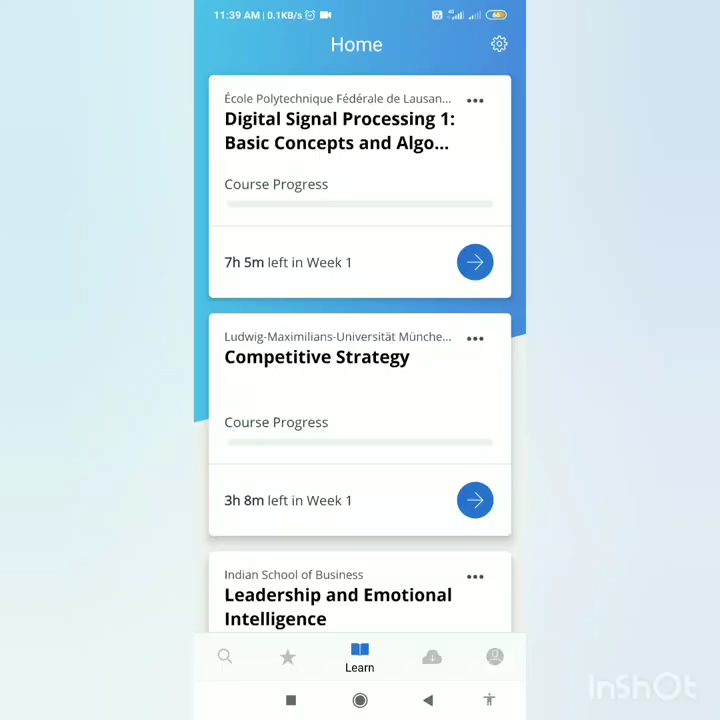 11:39 AM | 0.1KB/s
4G
66
Home
École Polytechnique Fédérale de Lausan...
Digital Signal Processing 1:
Basic Concepts and Algo...
Course Progress
7h 5m left in Week 1
Ludwig-Maximilians-Universität Münche...
Competitive Strategy
Course Progress
3h 8m left in Week 1
Indian School of Business
Leadership and Emotional
Intelligence
Learn
InShOt